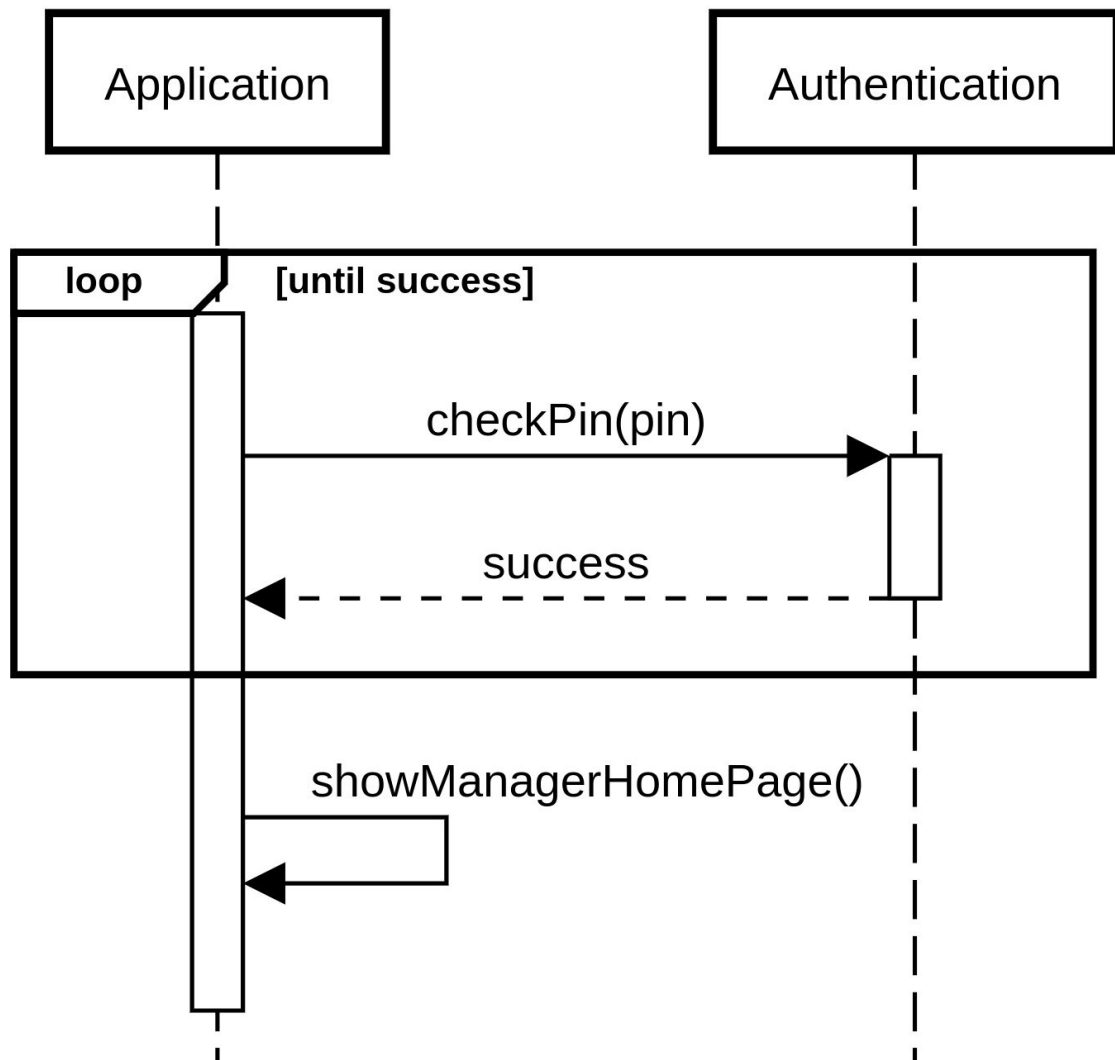 Application
Authentication
loop
[until success]
checkPin(pin)
success
showManagerHomePage()